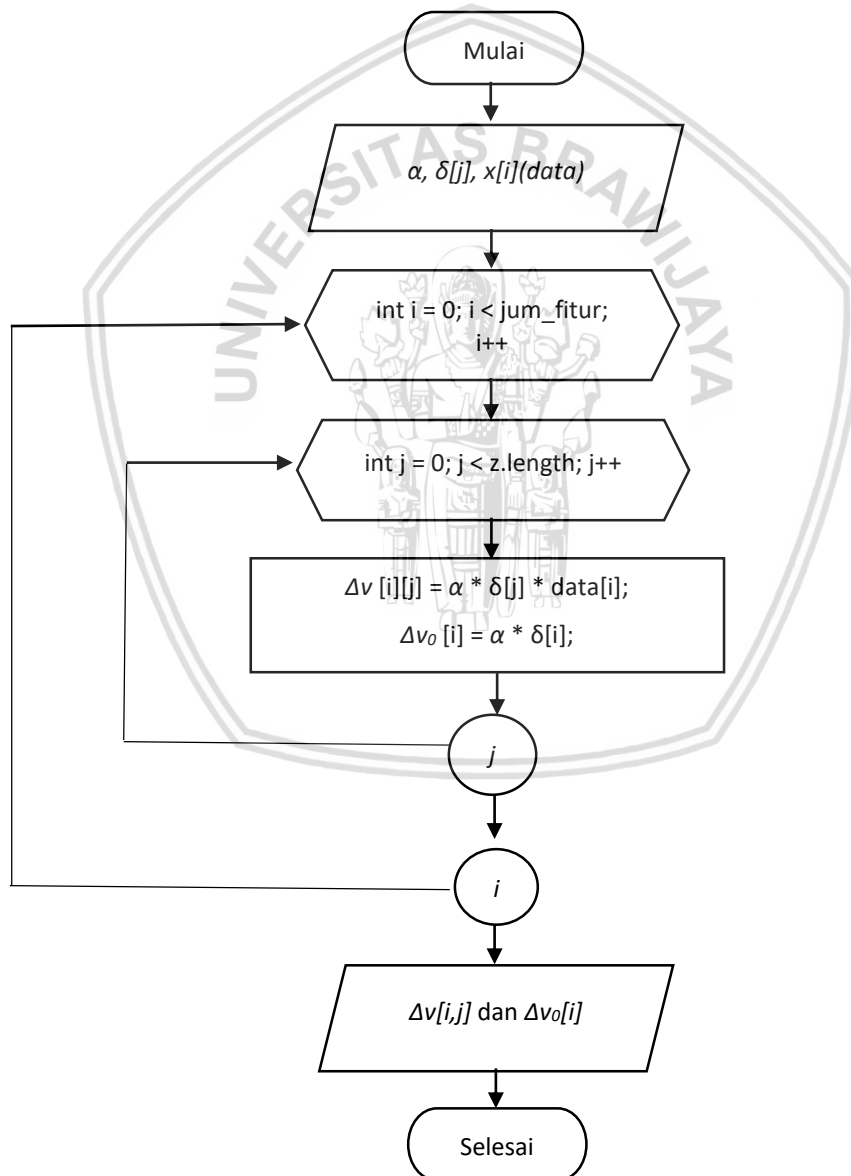 Mulai
UNIVERSITAS BRAWIJAYA
α, δ[j], x[i](data)
int i = 0; i < jum_fitur;
i++
int j = 0; j < z.length; j++
Δv [i][j] = α * δ[j] * data[i];
Δv₀ [i] = α * δ[i];
j
i
Δv[i,j] dan Δv₀[i]
Selesai